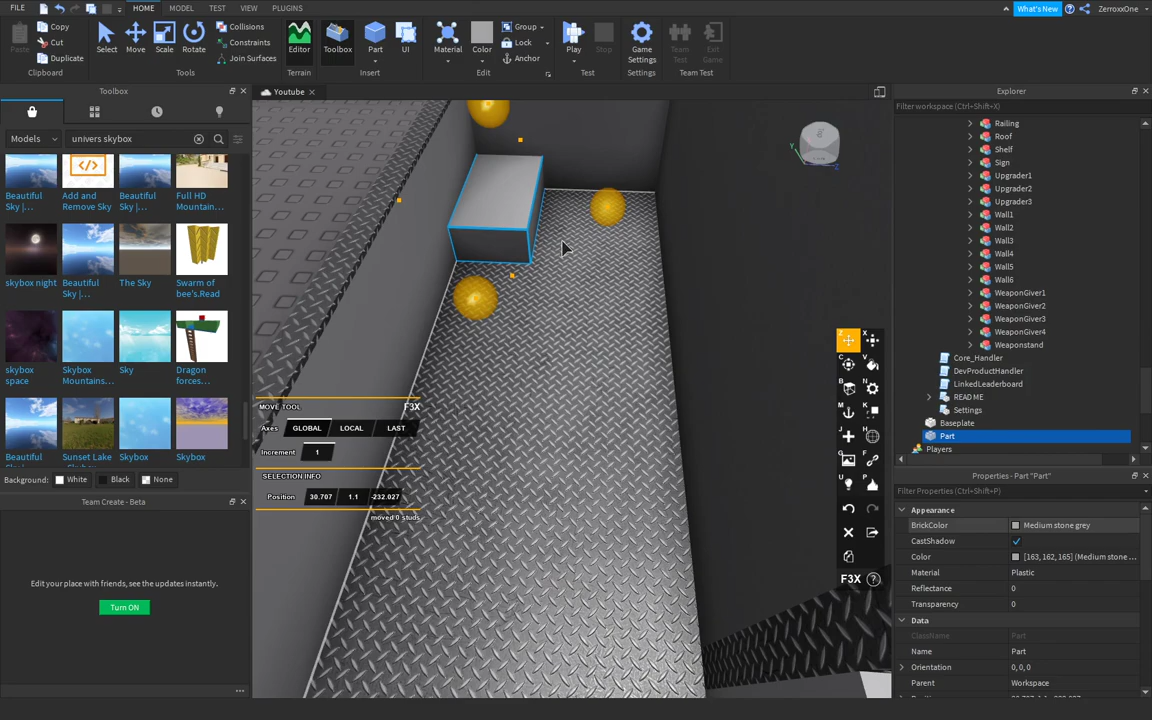 FILE HOME MODEL TEST VIEW PLUGINS What's New ZerroxxOne
Paste Copy Cut Duplicate Clipboard
Select Move Scale Rotate Collisions Constraints Join Surfaces Tools
Editor Terrain
Toolbox Part UI Insert
Material Color Group Lock Anchor Edit
Play Stop Test
Game Settings Settings
Team Test Exit Game Team Test
Toolbox
Models univers skybox
Beautiful Sky |... Add and Remove Sky Beautiful Sky |... Full HD Mountain...
skybox night Beautiful Sky |... The Sky Swarm of bee's.Read
skybox space Skybox Mountains... Sky Dragon forces...
Beautiful Sunset Lake Skybox Skybox
Background: White Black None
Team Create - Beta
Edit your place with friends, see the updates instantly.
Turn ON
Youtube
MOVE TOOL F3X
Axes GLOBAL LOCAL LAST
Increment 1
SELECTION INFO
Position 30.707 1.1 -232.027
moved 0 studs
F3X ?
Explorer
Filter workspace (Ctrl+Shift+X)
Railing
Roof
Shelf
Sign
Upgrader1
Upgrader2
Upgrader3
Wall1
Wall2
Wall3
Wall4
Wall5
Wall6
WeaponGiver1
WeaponGiver2
WeaponGiver3
WeaponGiver4
Weaponstand
Core_Handler
DevProductHandler
LinkedLeaderboard
README
Settings
Baseplate
Part
Players
Properties - Part "Part"
Filter Properties (Ctrl+Shift+P)
Appearance
BrickColor Medium stone grey
CastShadow
Color [163, 162, 165] (Medium stone ...
Material Plastic
Reflectance 0
Transparency 0
Data
ClassName Part
Name Part
Orientation 0, 0, 0
Parent Workspace